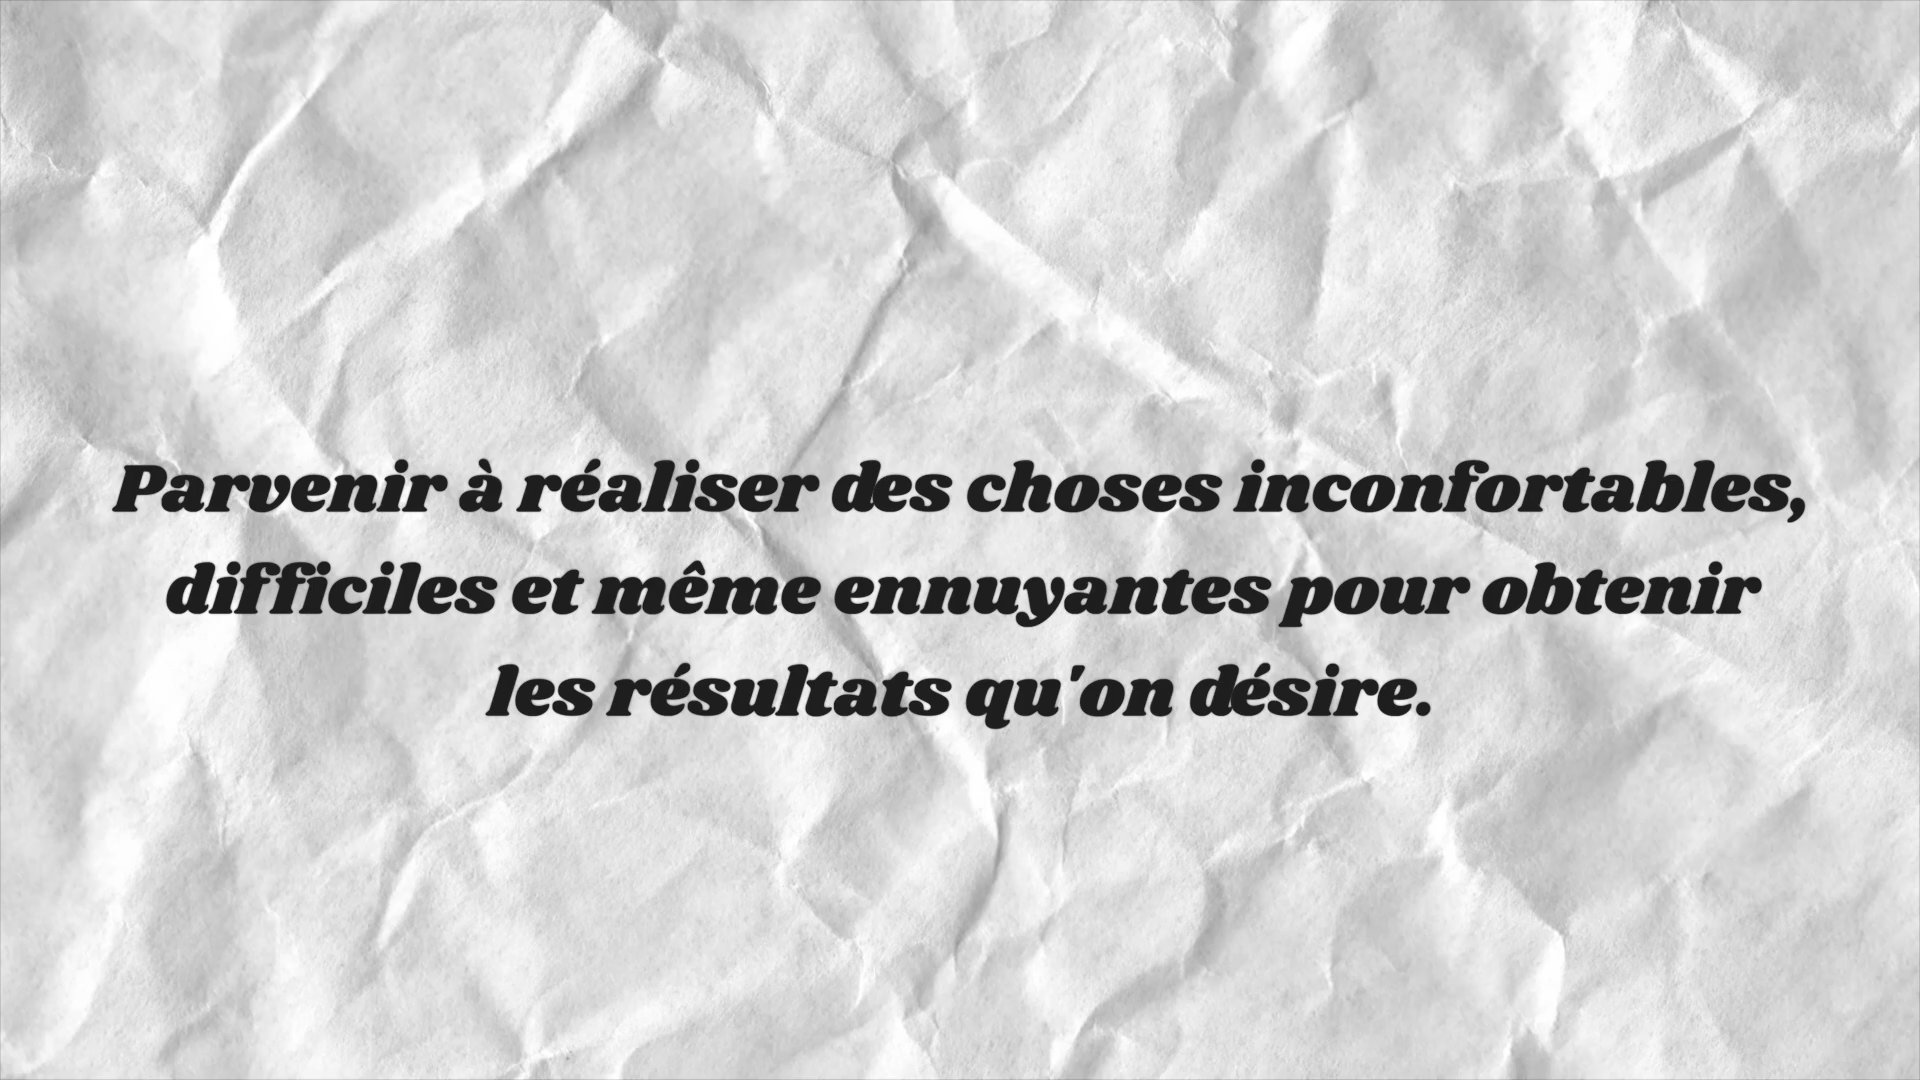 Parvenir à réaliser des choses inconfortables,
difficiles et même ennuyantes pour obtenir
les résultats qu'on désire.